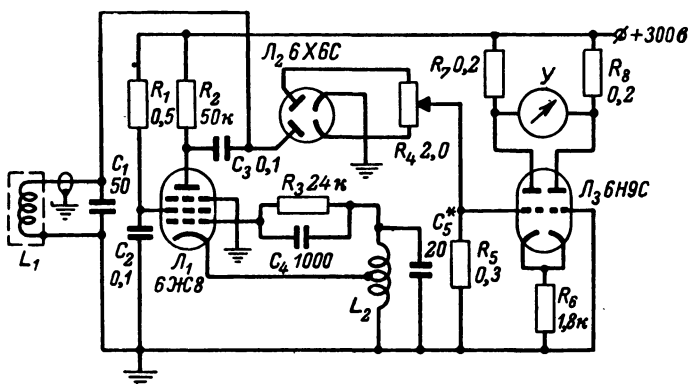 +300в
Л₂ 6Х6С
R₇ 0,2
У
R₈
0,2
R₁
0,5
R₂
50к
C₃ 0,1
R₄ 2,0
C₁
50
R₃ 24к
Л₃ 6Н9С
L₁
C₂
0,1
Л₁
6Ж8
C₄ 1000
C₅*
20
R₅
0,3
L₂
R₆
1,8к